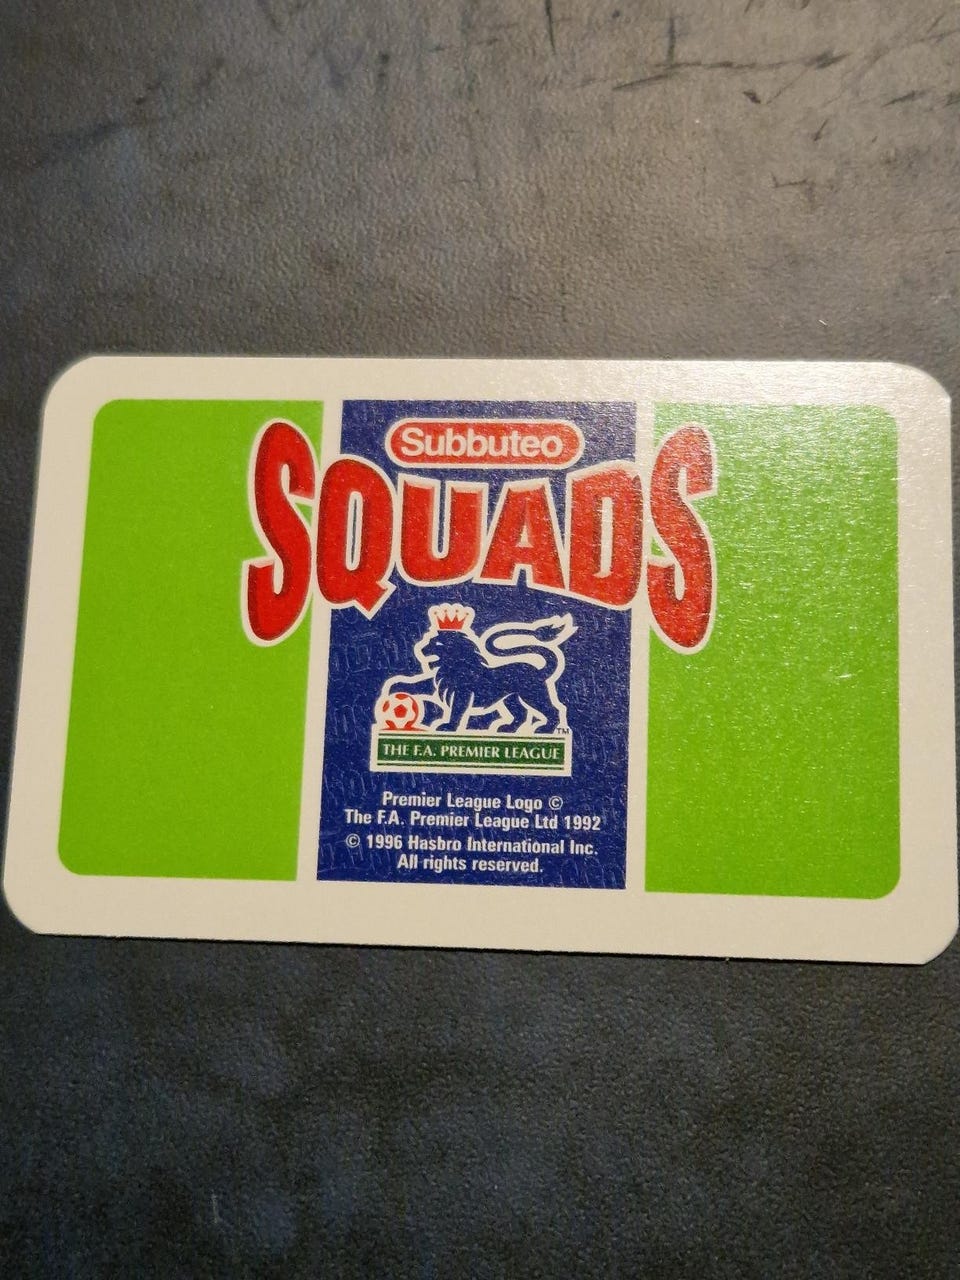 Subbuteo
SQUADS
TM
THE F.A. PREMIER LEAGUE
Premier League Logo ©
The F.A. Premier League Ltd 1992
© 1996 Hasbro International Inc.
All rights reserved.